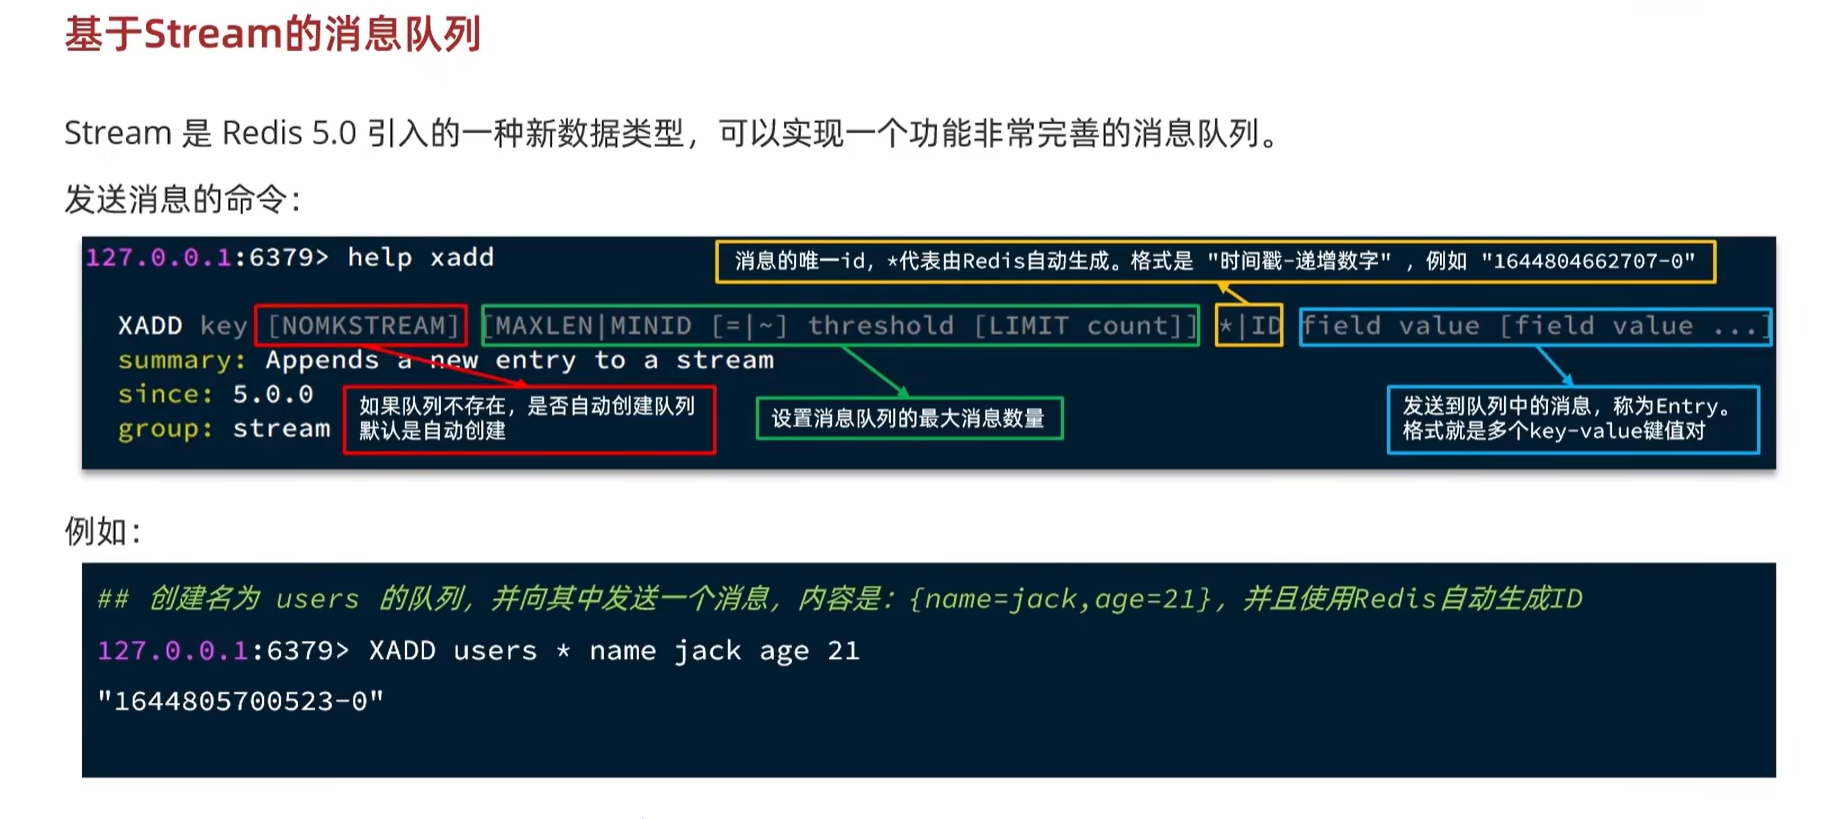 基于Stream的消息队列
Stream 是 Redis 5.0 引入的一种新数据类型，可以实现一个功能非常完善的消息队列。
发送消息的命令：
127.0.0.1:6379> help xadd
消息的唯一id，*代表由Redis自动生成。格式是 "时间戳-递增数字" ，例如 "1644804662707-0"
XADD key [NOMKSTREAM] [MAXLEN|MINID [=|~] threshold [LIMIT count]] *|ID field value [field value ...]
summary: Appends a new entry to a stream
since: 5.0.0
group: stream
如果队列不存在，是否自动创建队列
默认是自动创建
设置消息队列的最大消息数量
发送到队列中的消息，称为Entry。
格式就是多个key-value键值对
例如：
## 创建名为 users 的队列，并向其中发送一个消息，内容是：{name=jack,age=21}，并且使用Redis自动生成ID
127.0.0.1:6379> XADD users * name jack age 21
"1644805700523-0"